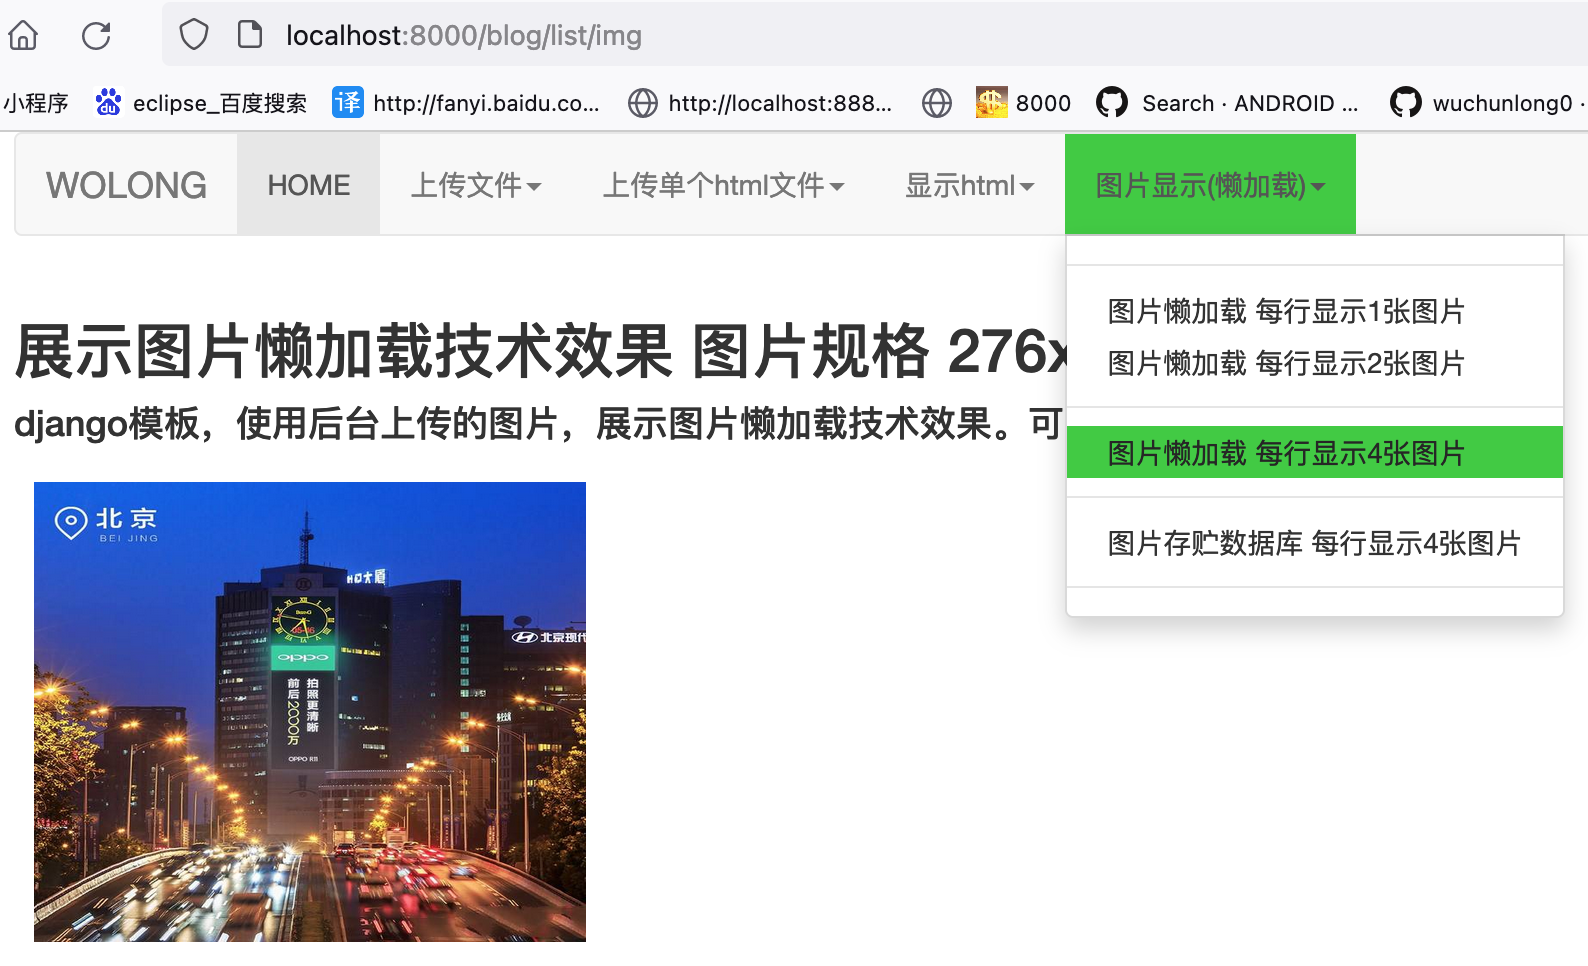 localhost:8000/blog/list/img
小程序 eclipse_百度搜索 译 http://fanyi.baidu.co... http://localhost:888... 8000 Search · ANDROID ... wuchunlong0 ·
WOLONG HOME 上传文件 上传单个html文件 显示html 图片显示(懒加载)
图片懒加载 每行显示1张图片
图片懒加载 每行显示2张图片
图片懒加载 每行显示4张图片
图片存贮数据库 每行显示4张图片
展示图片懒加载技术效果 图片规格 276x
django模板，使用后台上传的图片，展示图片懒加载技术效果。可
北京
BEI JING
北京现代
oppo
拍照更清晰
前后2000万
OPPO R11